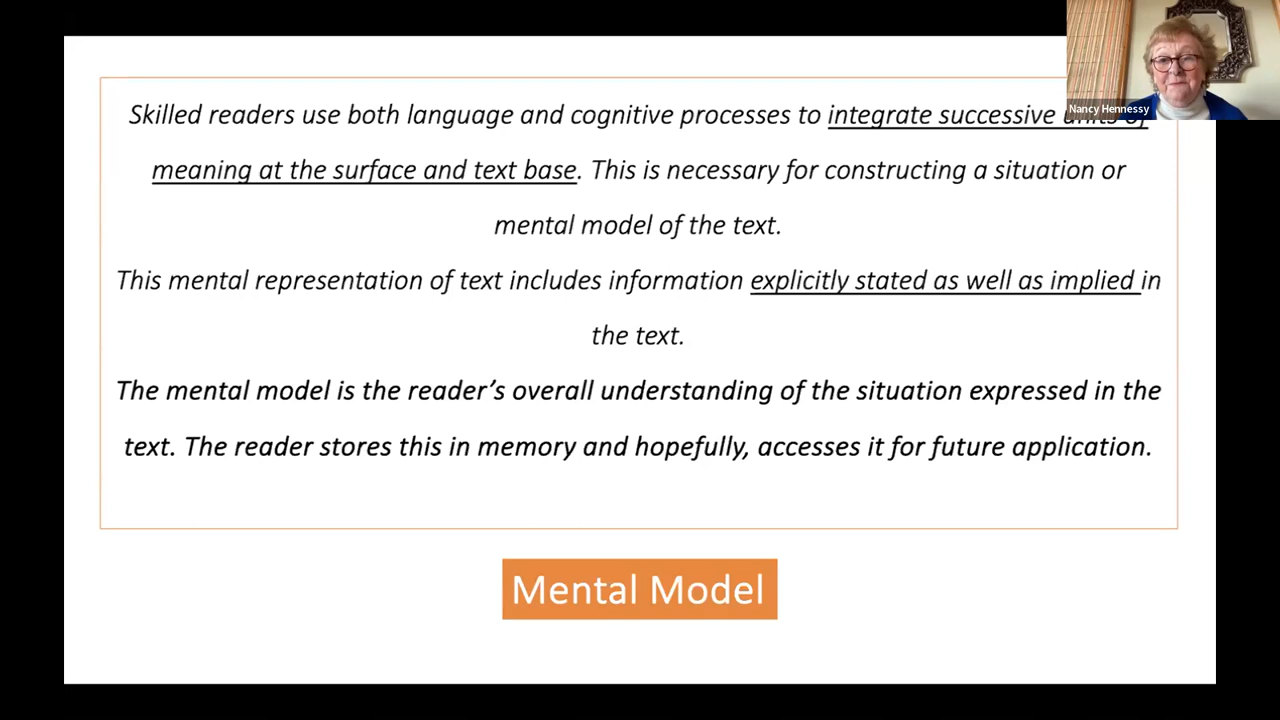 Skilled readers use both language and cognitive processes to integrate successive units of
meaning at the surface and text base. This is necessary for constructing a situation or
mental model of the text.
This mental representation of text includes information explicitly stated as well as implied in
the text.
The mental model is the reader’s overall understanding of the situation expressed in the
text. The reader stores this in memory and hopefully, accesses it for future application.
Mental Model
Nancy Hennessy